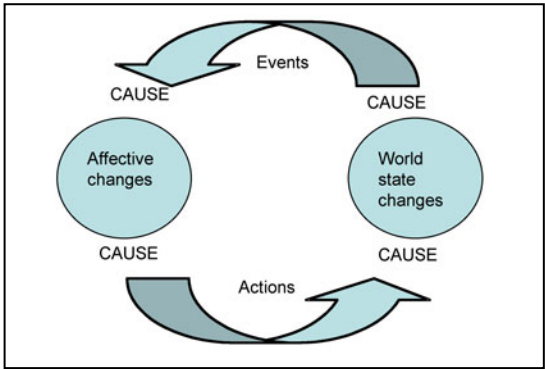 Events
CAUSE
CAUSE
Affective
changes
World
state
changes
CAUSE
CAUSE
Actions